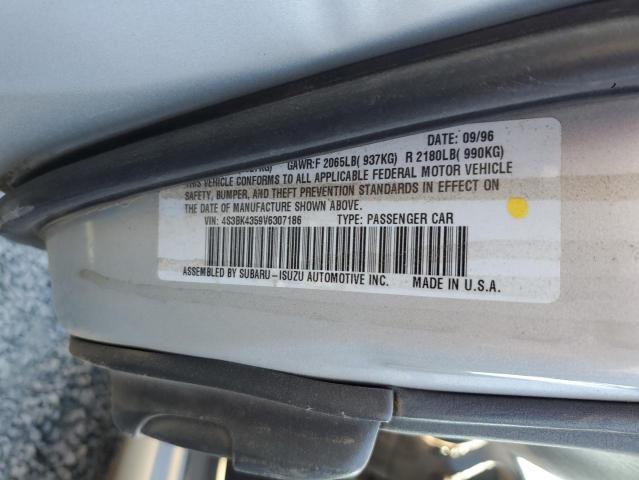 DATE: 09/96
GAWR:F 2065LB( 937KG) R 2180LB( 990KG)
THIS VEHICLE CONFORMS TO ALL APPLICABLE FEDERAL MOTOR VEHICLE
SAFETY, BUMPER, AND THEFT PREVENTION STANDARDS IN EFFECT ON
THE DATE OF MANUFACTURE SHOWN ABOVE.
VIN: 4S3BK4359V6307186 TYPE: PASSENGER CAR
ASSEMBLED BY SUBARU-ISUZU AUTOMOTIVE INC. MADE IN U.S.A.